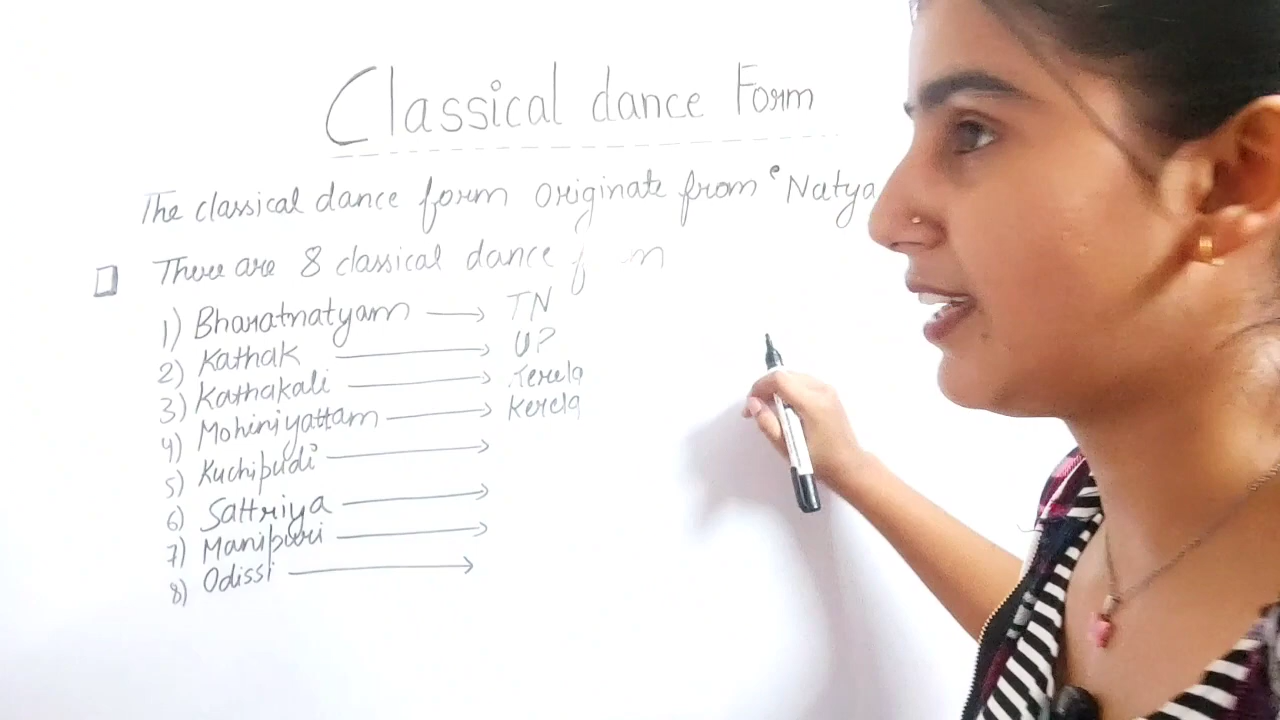 Classical dance Form
The classical dance form originate from 'Natya
There are 8 classical dance
1) Bharatnatyam → TN
2) Kathak → UP
3) Kathakali → Kerela
4) Mohiniyattam → Kerela
5) Kuchipudi →
6) Sattriya →
7) Manipuri →
8) Odissi →